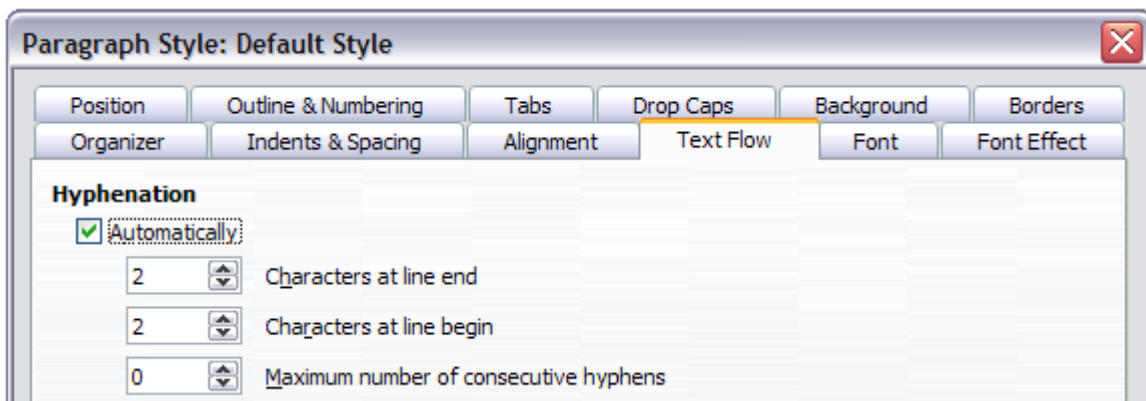 Paragraph Style: Default Style
Position Outline & Numbering Tabs Drop Caps Background Borders
Organizer Indents & Spacing Alignment Text Flow Font Font Effect
Hyphenation
Automatically
2 Characters at line end
2 Characters at line begin
0 Maximum number of consecutive hyphens